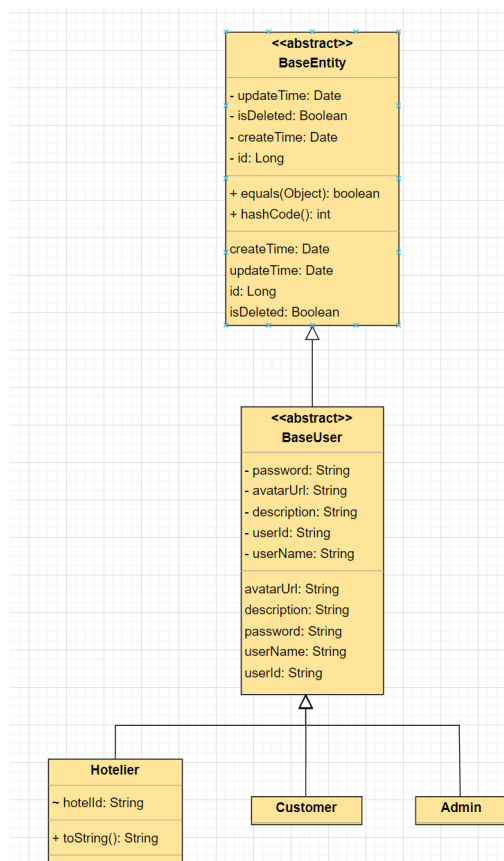 <<abstract>>
BaseEntity
- updateTime: Date
- isDeleted: Boolean
- createTime: Date
- id: Long
+ equals(Object): boolean
+ hashCode(): int
createTime: Date
updateTime: Date
id: Long
isDeleted: Boolean
<<abstract>>
BaseUser
- password: String
- avatarUrl: String
- description: String
- userId: String
- userName: String
avatarUrl: String
description: String
password: String
userName: String
userId: String
Hotelier
~ hotelId: String
+ toString(): String
Customer
Admin